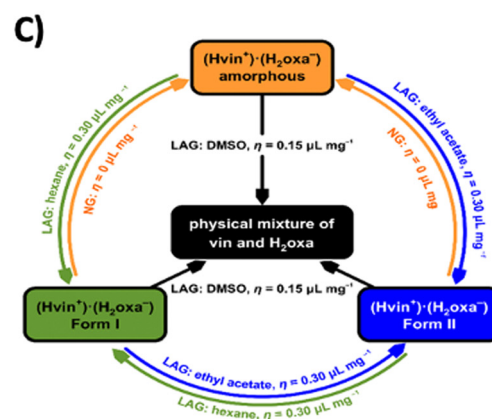 C)
(Hvin⁺)·(H₂oxa⁻)
amorphous
LAG: hexane, η = 0.30 μL mg⁻¹
NG: η = 0 μL mg⁻¹
LAG: ethyl acetate, η = 0.30 μL mg⁻¹
NG: η = 0 μL mg
LAG: DMSO, η = 0.15 μL mg⁻¹
physical mixture of
vin and H₂oxa
(Hvin⁺)·(H₂oxa⁻)
Form I
LAG: DMSO, η = 0.15 μL mg⁻¹
(Hvin⁺)·(H₂oxa⁻)
Form II
LAG: ethyl acetate, η = 0.30 μL mg⁻¹
LAG: hexane, η = 0.30 μL mg⁻¹